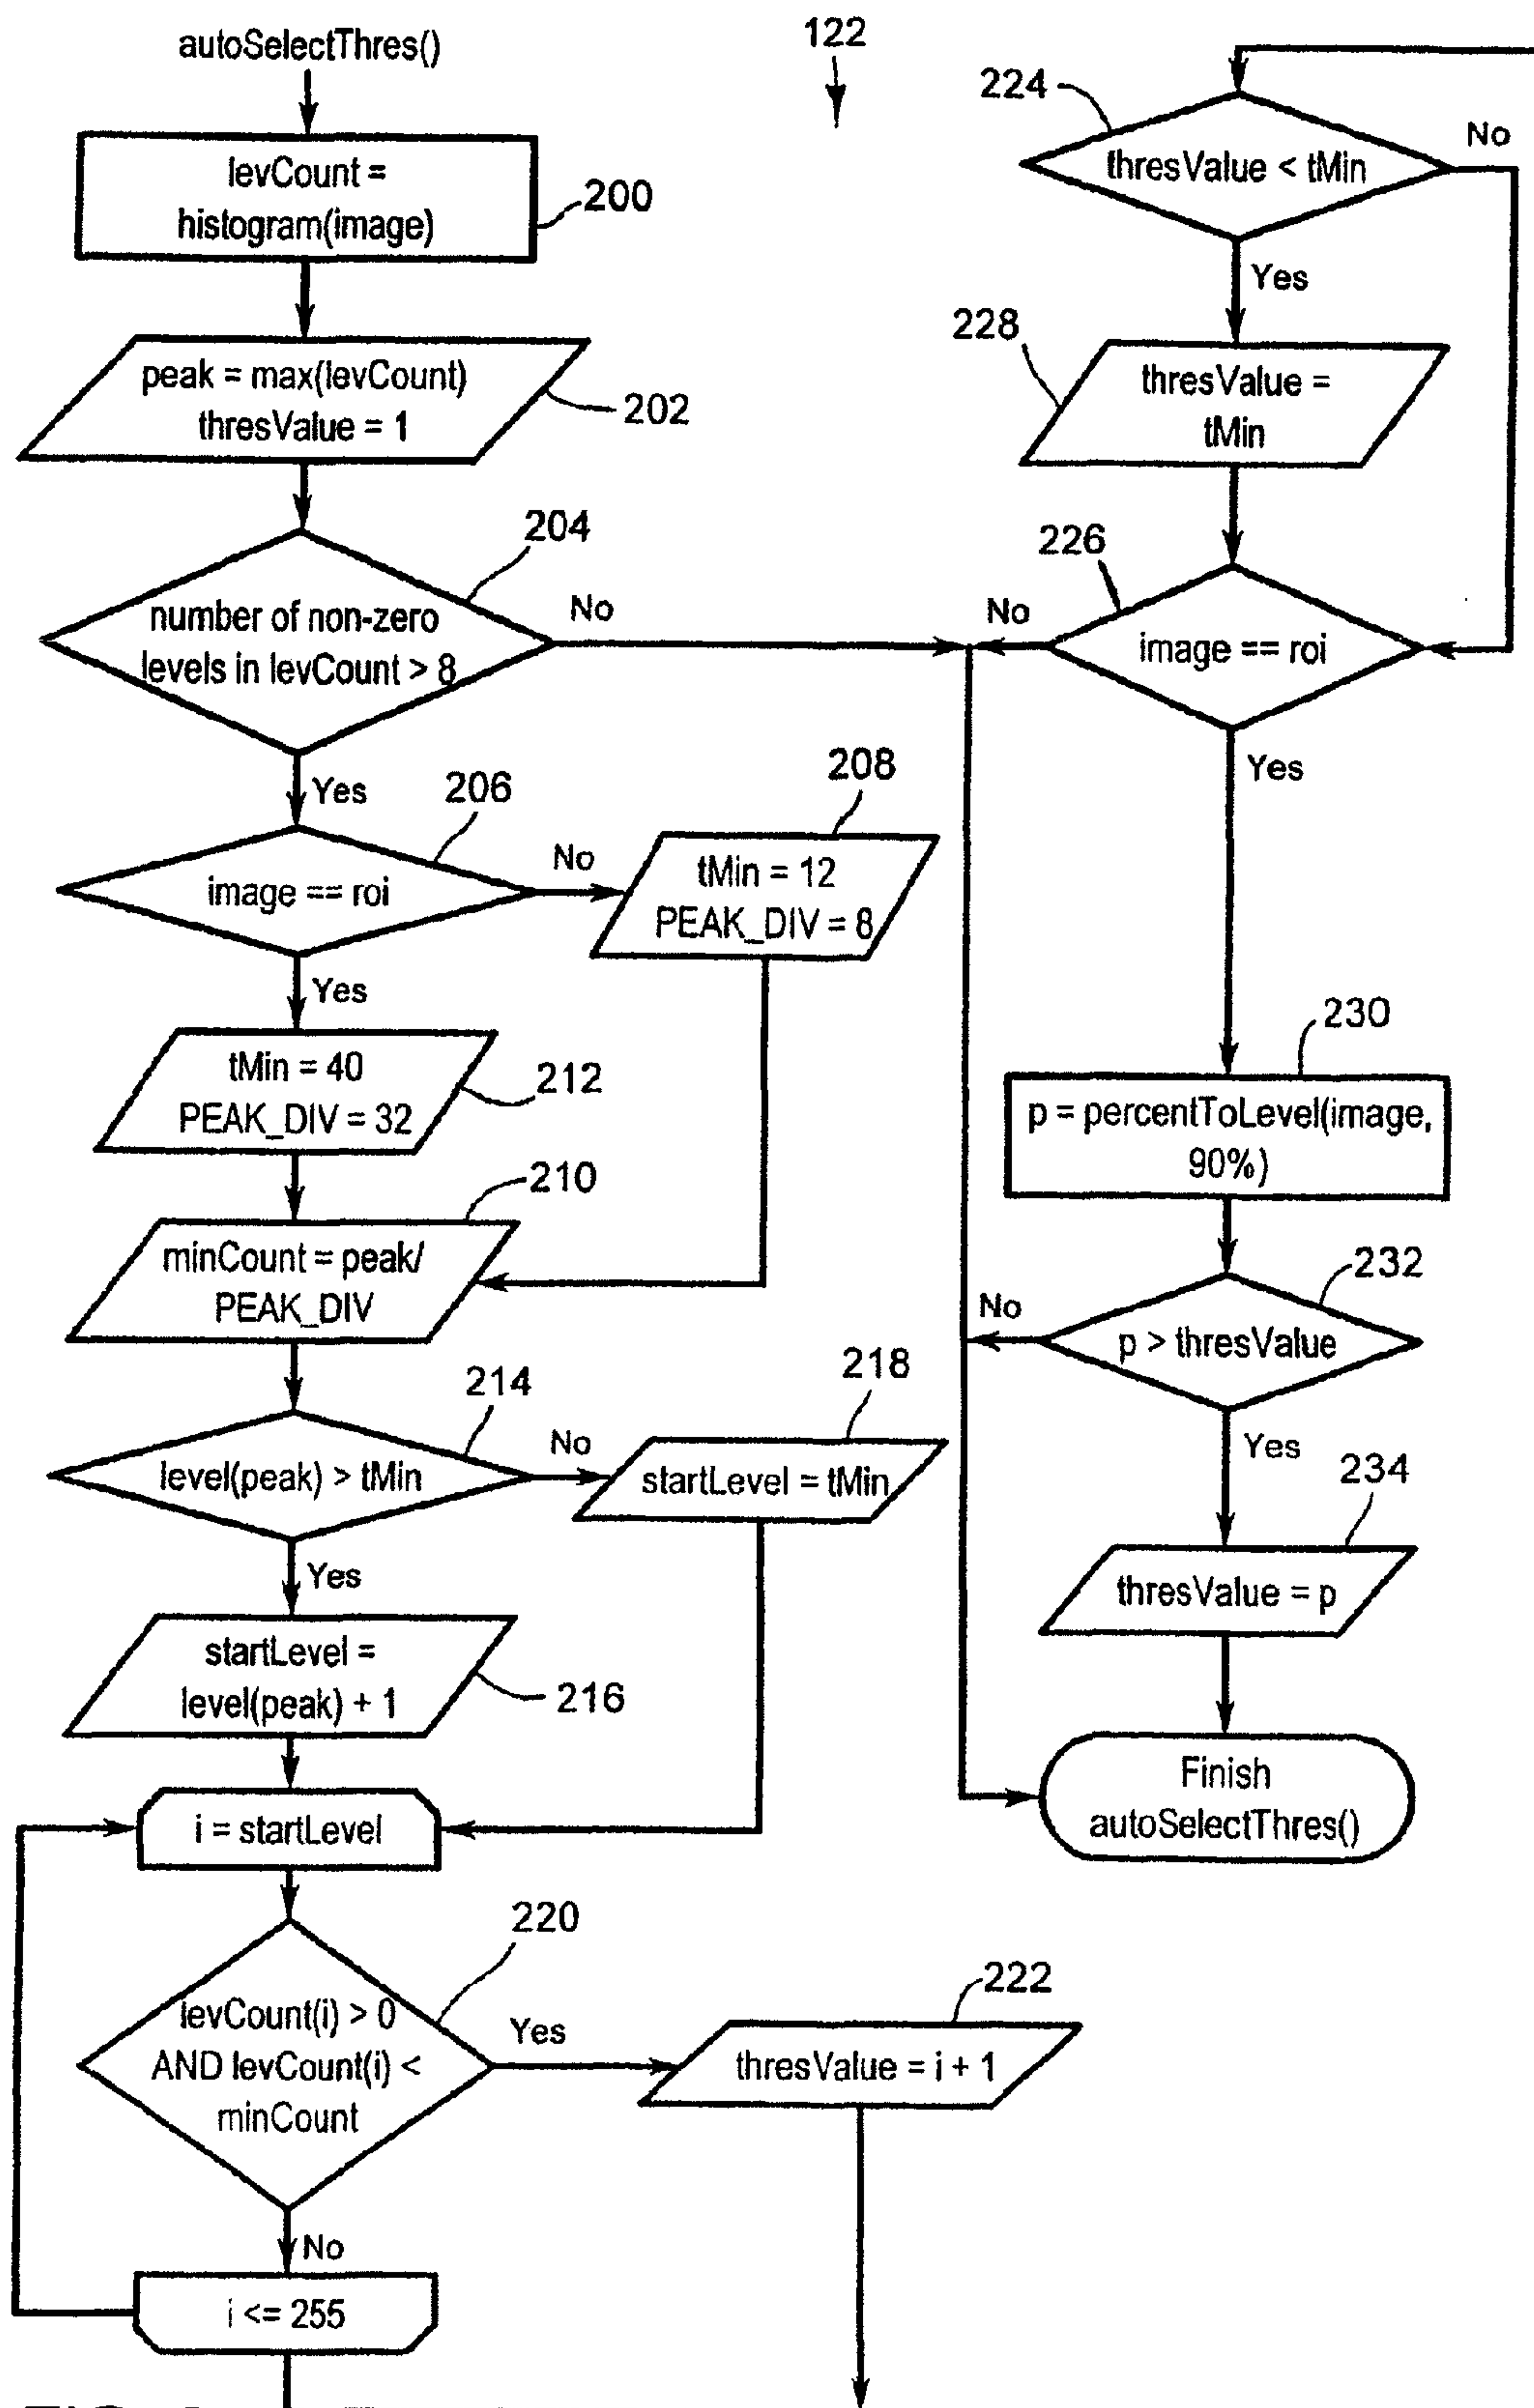 autoSelectThres()
122
levCount =
histogram(image)
200
peak = max(levCount)
thresValue = 1
202
204
number of non-zero
levels in levCount > 8
No
Yes
206
image == roi
No
208
tMin = 12
PEAK_DIV = 8
Yes
tMin = 40
PEAK_DIV = 32
212
210
minCount = peak/
PEAK_DIV
214
level(peak) > tMin
No
218
startLevel = tMin
Yes
startLevel =
level(peak) + 1
216
i = startLevel
220
levCount(i) > 0
AND levCount(i) <
minCount
Yes
222
thresValue = i + 1
No
i <= 255
224
thresValue < tMin
No
Yes
228
thresValue =
tMin
226
No
image == roi
Yes
230
p = percentToLevel(image,
90%)
232
No
p > thresValue
Yes
234
thresValue = p
Finish
autoSelectThres()